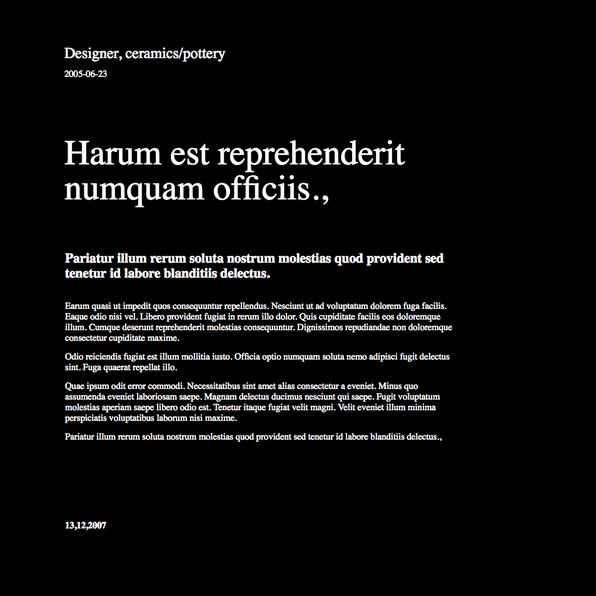 Designer, ceramics/pottery
2005-06-23
Harum est reprehenderit
numquam officiis.,
Pariatur illum rerum soluta nostrum molestias quod provident sed
tenetur id labore blanditiis delectus.
Earum quasi ut impedit quos consequuntur repellendus. Nesciunt ut ad voluptatum dolorem fuga facilis.
Eaque odio nisi vel. Libero provident fugiat in rerum illo dolor. Quis cupiditate facilis eos doloremque
illum. Cumque deserunt reprehenderit molestias consequuntur. Dignissimos repudiandae non doloremque
consectetur cupiditate maxime.
Odio reiciendis fugiat est illum mollitia iusto. Officia optio numquam soluta nemo adipisci fugit delectus
sint. Fuga quaerat repellat illo.
Quae ipsum odit error commodi. Necessitatibus sint amet alias consectetur a eveniet. Minus quo
assumenda eveniet laboriosam saepe. Magnam delectus ducimus nesciunt qui saepe. Fugit voluptatum
molestias aperiam saepe libero odio est. Tenetur itaque fugiat velit magni. Velit eveniet illum minima
perspiciatis voluptatibus laborum nisi maxime.
Pariatur illum rerum soluta nostrum molestias quod provident sed tenetur id labore blanditiis delectus.,
13,12,2007